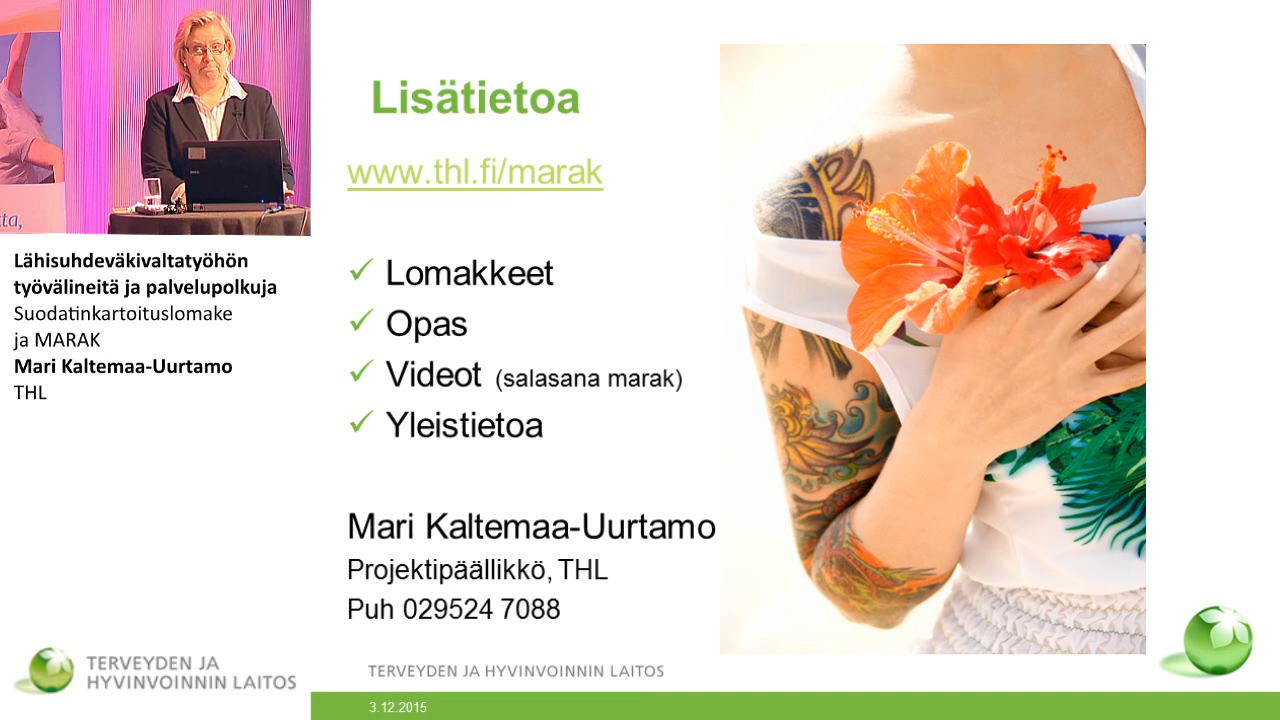 Lähisuhdeväkivaltatyöhön
työvälineitä ja palvelupolkuja
Suodatinkartoituslomake
ja MARAK
Mari Kaltemaa-Uurtamo
THL
TERVEYDEN JA
HYVINVOINNIN LAITOS
Lisätietoa
www.thl.fi/marak
Lomakkeet
Opas
Videot (salasana marak)
Yleistietoa
Mari Kaltemaa-Uurtamo
Projektipäällikkö, THL
Puh 029524 7088
TERVEYDEN JA HYVINVOINNIN LAITOS
3.12.2015